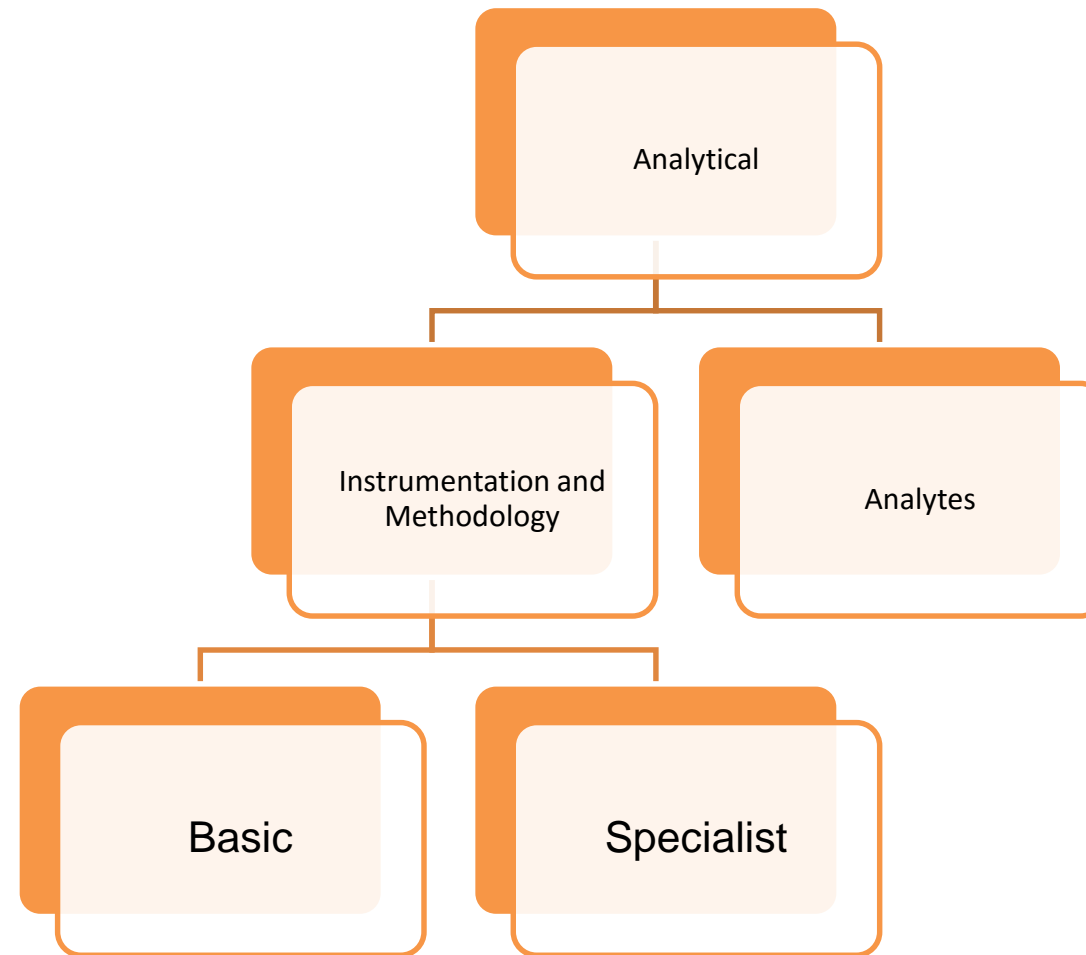 Analytical
Instrumentation and
Methodology
Analytes
Basic
Specialist